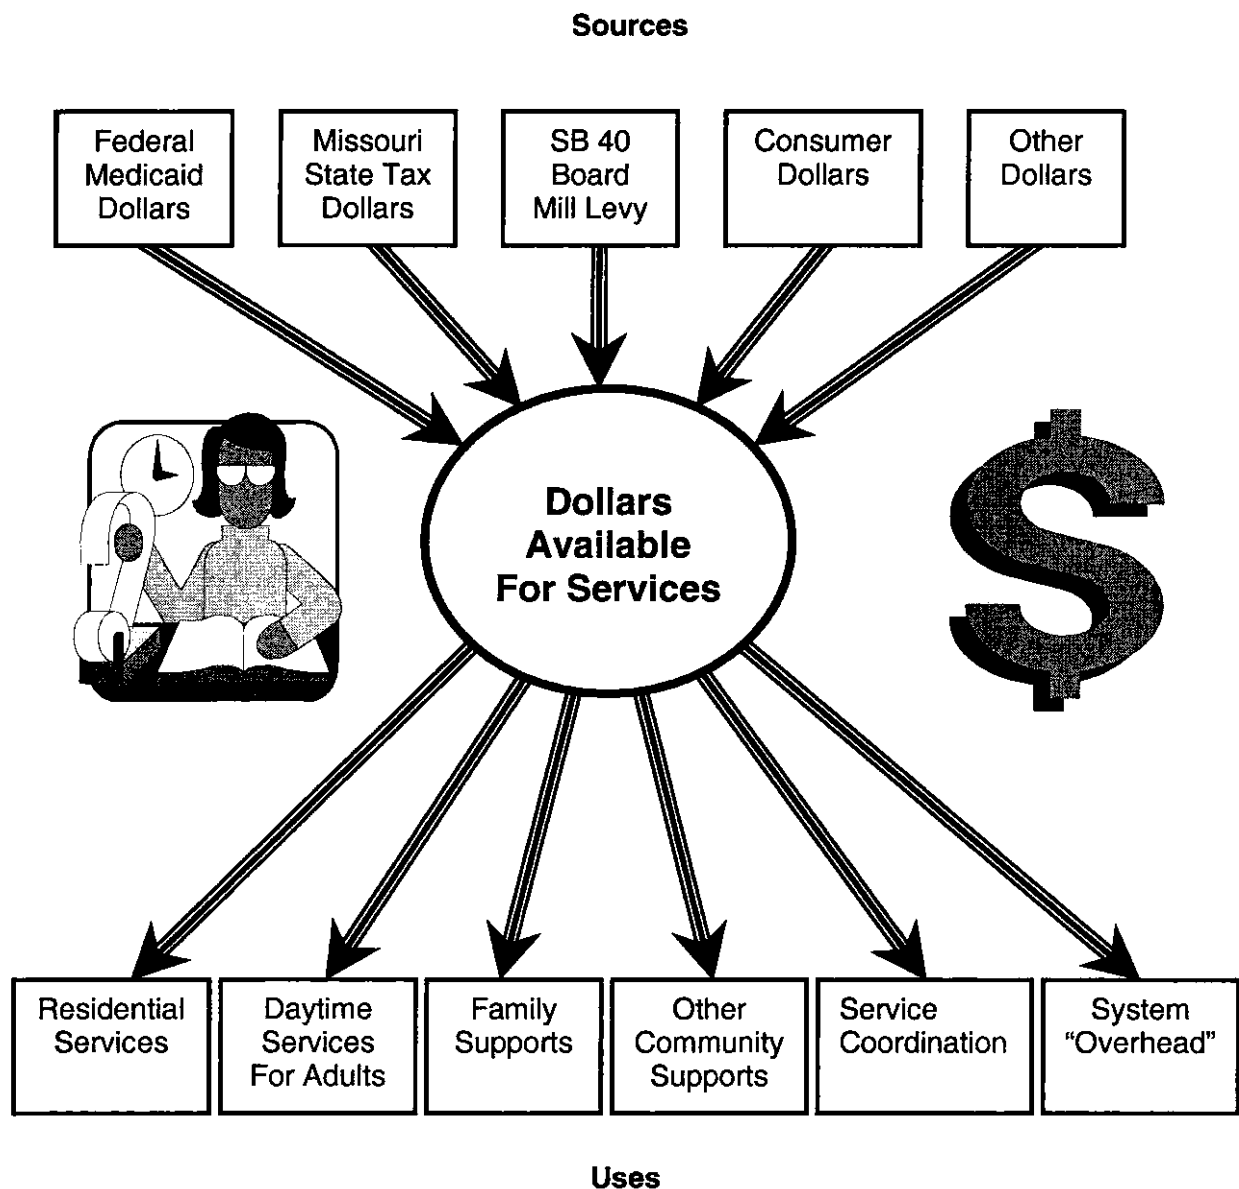 Sources
Federal
Medicaid
Dollars
Missouri
State Tax
Dollars
SB 40
Board
Mill Levy
Consumer
Dollars
Other
Dollars
Dollars
Available
For Services
$
Residential
Services
Daytime
Services
For Adults
Family
Supports
Other
Community
Supports
Service
Coordination
System
“Overhead”
Uses